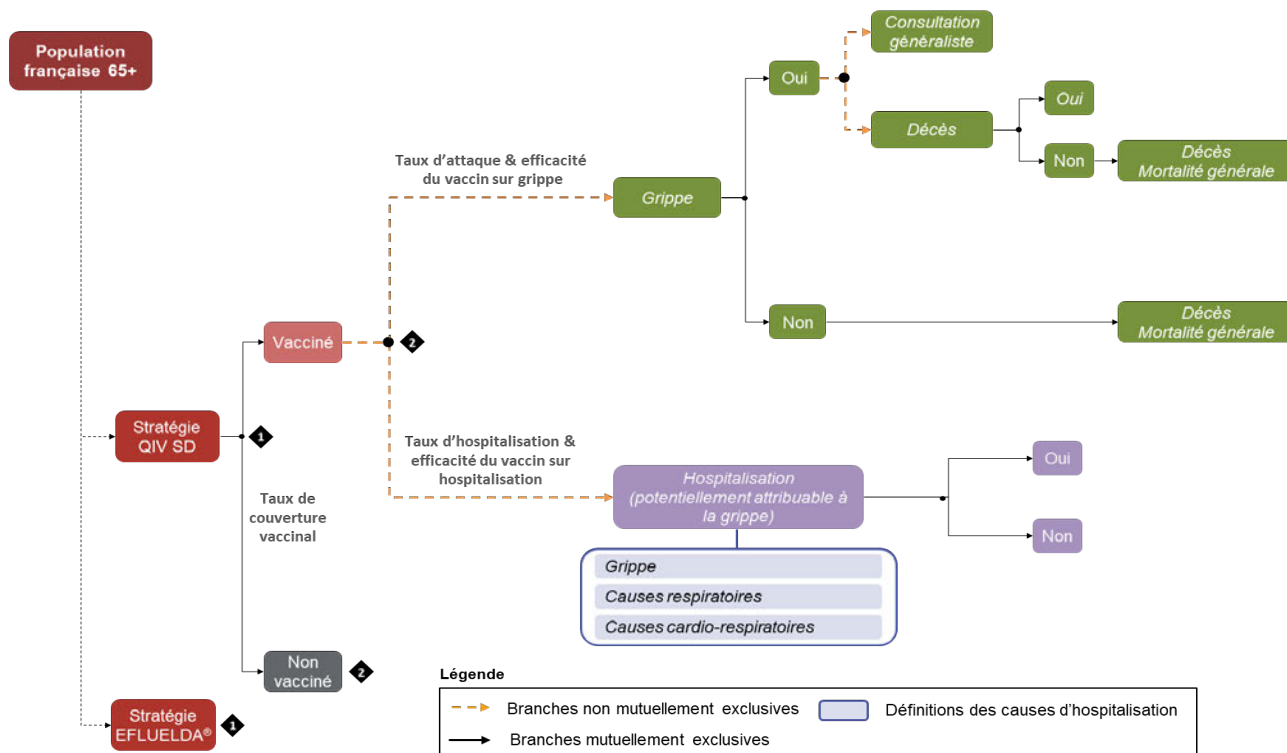 Population
française 65+
Consultation
généraliste
Oui
Décès
Oui
Non
Décès
Mortalité générale
Taux d'attaque & efficacité
du vaccin sur grippe
Grippe
Non
Décès
Mortalité générale
Vacciné
2
Stratégie
QIV SD
1
Taux de
couverture
vaccinal
Taux d'hospitalisation &
efficacité du vaccin sur
hospitalisation
Hospitalisation
(potentiellement attribuable à
la grippe)
Oui
Non
Grippe
Causes respiratoires
Causes cardio-respiratoires
Non
vacciné
2
Stratégie
EFLUELDA®
1
Légende
Branches non mutuellement exclusives
Définitions des causes d'hospitalisation
Branches mutuellement exclusives